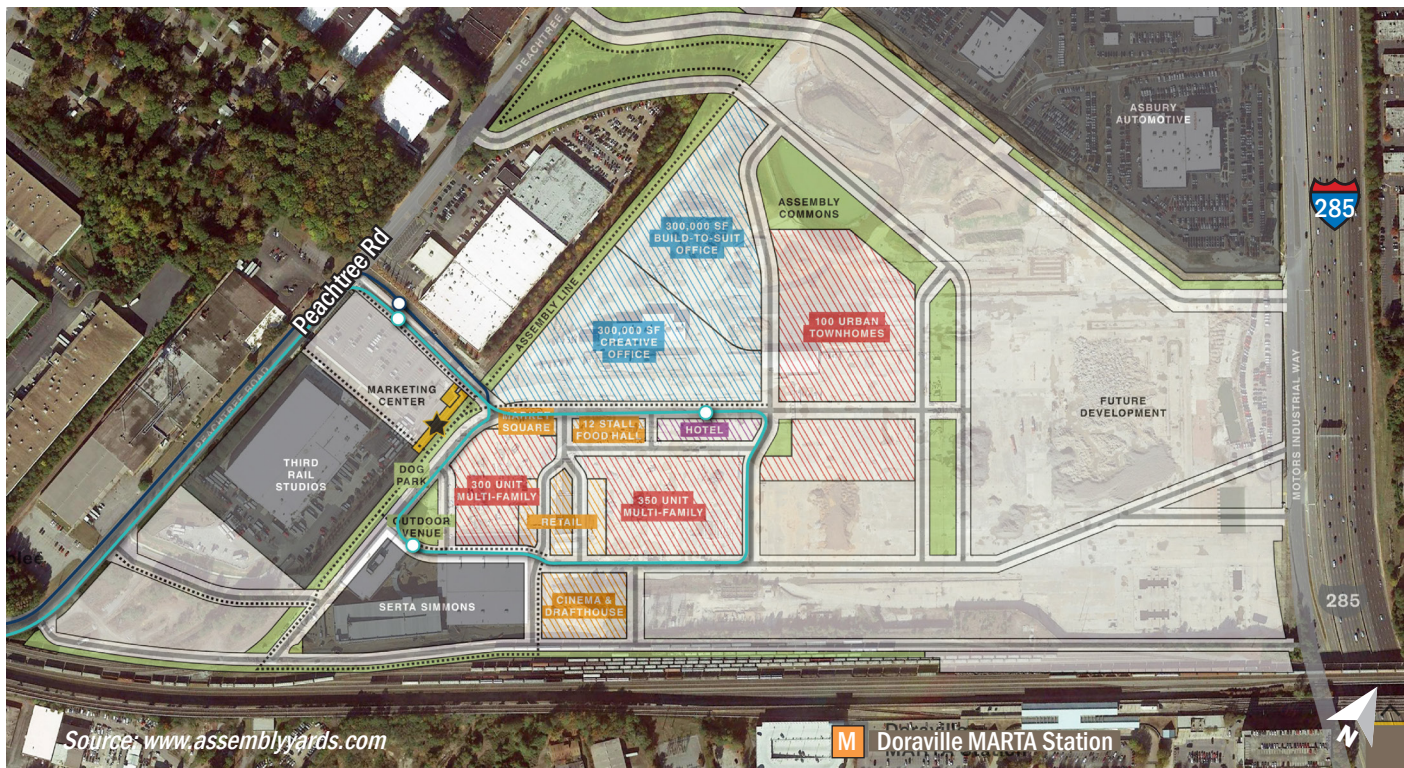 PEACHTREE R
ASBURY
AUTOMOTIVE
285
ASSEMBLY
COMMONS
300,000 SF
BUILD-TO-SUIT
OFFICE
Peachtree Rd
ASSEMBLY LINE
300,000 SF
CREATIVE
OFFICE
100 URBAN
TOWNHOMES
PEACHTREE ROAD
MARKETING
CENTER
MOTORS INDUSTRIAL WAY
FUTURE
DEVELOPMENT
SQUARE
12 STALL
FOOD HALL
HOTEL
THIRD
RAIL
STUDIOS
DOG
PARK
300 UNIT
MULTI-FAMILY
350 UNIT
MULTI-FAMILY
OUTDOOR
VENUE
RETAIL
SERTA SIMMONS
CINEMA &
DRAFTHOUSE
285
Source: www.assemblyyards.com
M Doraville MARTA Station
N